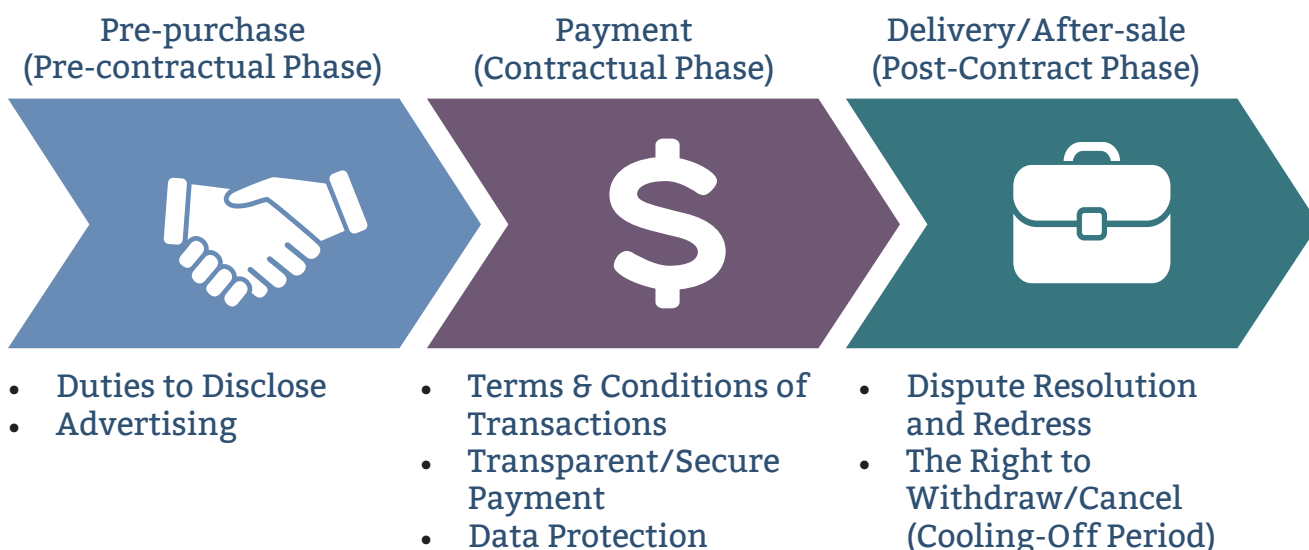 Pre-purchase
(Pre-contractual Phase)
Payment
(Contractual Phase)
Delivery/After-sale
(Post-Contract Phase)
$
• Duties to Disclose
• Advertising
• Terms & Conditions of
Transactions
• Transparent/Secure
Payment
• Data Protection
• Dispute Resolution
and Redress
• The Right to
Withdraw/Cancel
(Cooling-Off Period)